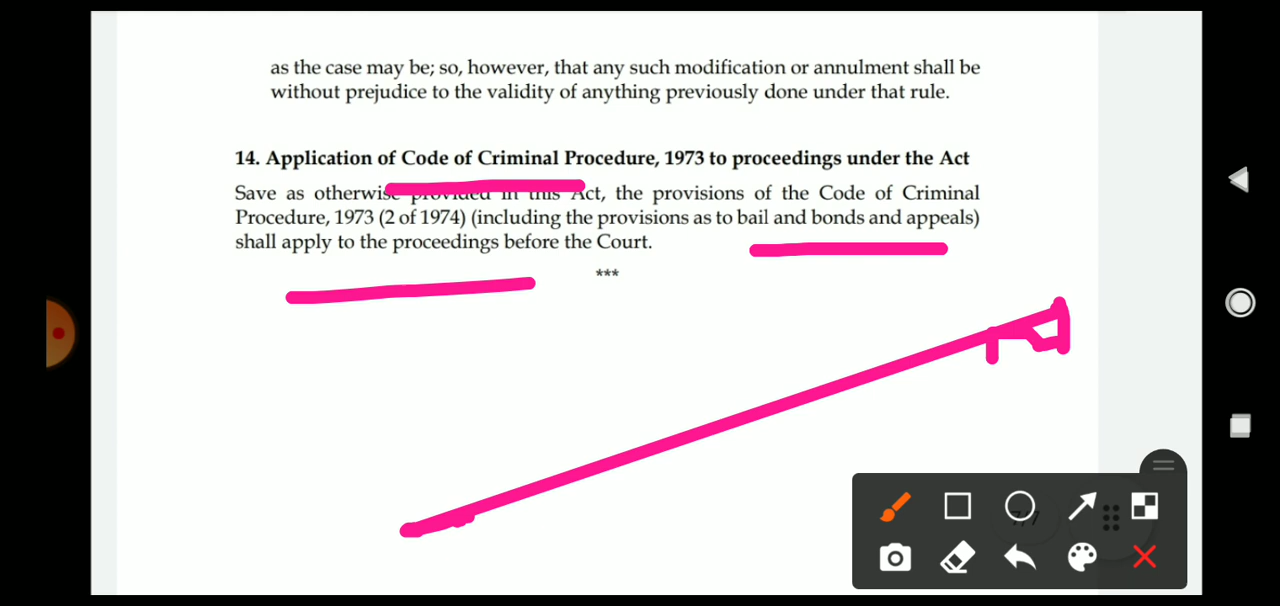 as the case may be; so, however, that any such modification or annulment shall be
without prejudice to the validity of anything previously done under that rule.
14. Application of Code of Criminal Procedure, 1973 to proceedings under the Act
Save as otherwise provided in this Act, the provisions of the Code of Criminal
Procedure, 1973 (2 of 1974) (including the provisions as to bail and bonds and appeals)
shall apply to the proceedings before the Court.
***